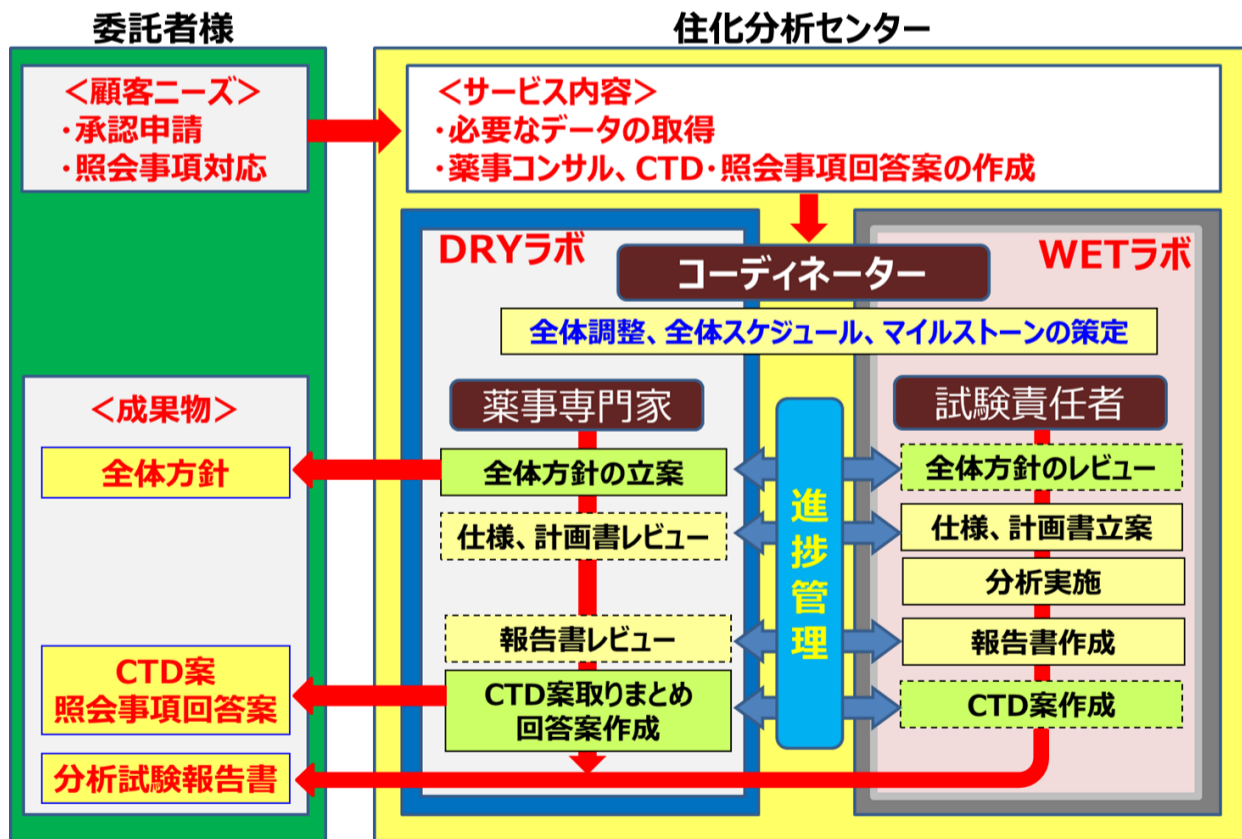 委託者様
住化分析センター
＜顧客ニーズ＞
・承認申請
・照会事項対応
＜サービス内容＞
・必要なデータの取得
・薬事コンサル、CTD・照会事項回答案の作成
DRYラボ
WETラボ
コーディネーター
全体調整、全体スケジュール、マイルストーンの策定
＜成果物＞
全体方針
CTD案
照会事項回答案
分析試験報告書
薬事専門家
全体方針の立案
仕様、計画書レビュー
報告書レビュー
CTD案取りまとめ
回答案作成
進捗管理
試験責任者
全体方針のレビュー
仕様、計画書立案
分析実施
報告書作成
CTD案作成